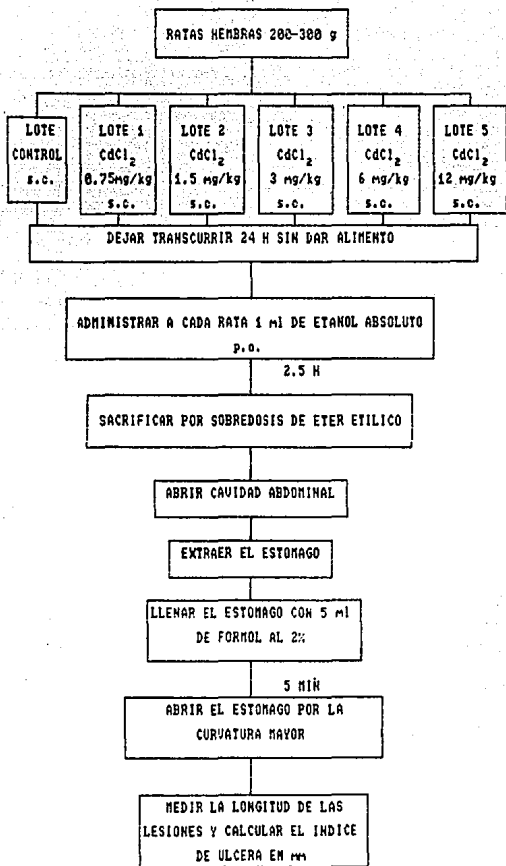 RATAS HEMBRAS 200-300 g
LOTE
CONTROL
s.c.
LOTE 1
CdCl2
0.75mg/kg
s.c.
LOTE 2
CdCl2
1.5 mg/kg
s.c.
LOTE 3
CdCl2
3 mg/kg
s.c.
LOTE 4
CdCl2
6 mg/kg
s.c.
LOTE 5
CdCl2
12 mg/kg
s.c.
DEJAR TRANSCURRIR 24 H SIN DAR ALIMENTO
ADMINISTRAR A CADA RATA 1 ml DE ETANOL ABSOLUTO
p.o.
2.5 H
SACRIFICAR POR SOBREDOSIS DE ETER ETILICO
ABRIR CAVIDAD ABDOMINAL
EXTRAER EL ESTOMAGO
LLENAR EL ESTOMAGO CON 5 ml
DE FORMOL AL 2%
5 MIN
ABRIR EL ESTOMAGO POR LA
CURVATURA MAYOR
MEDIR LA LONGITUD DE LAS
LESIONES Y CALCULAR EL INDICE
DE ULCERA EN mm